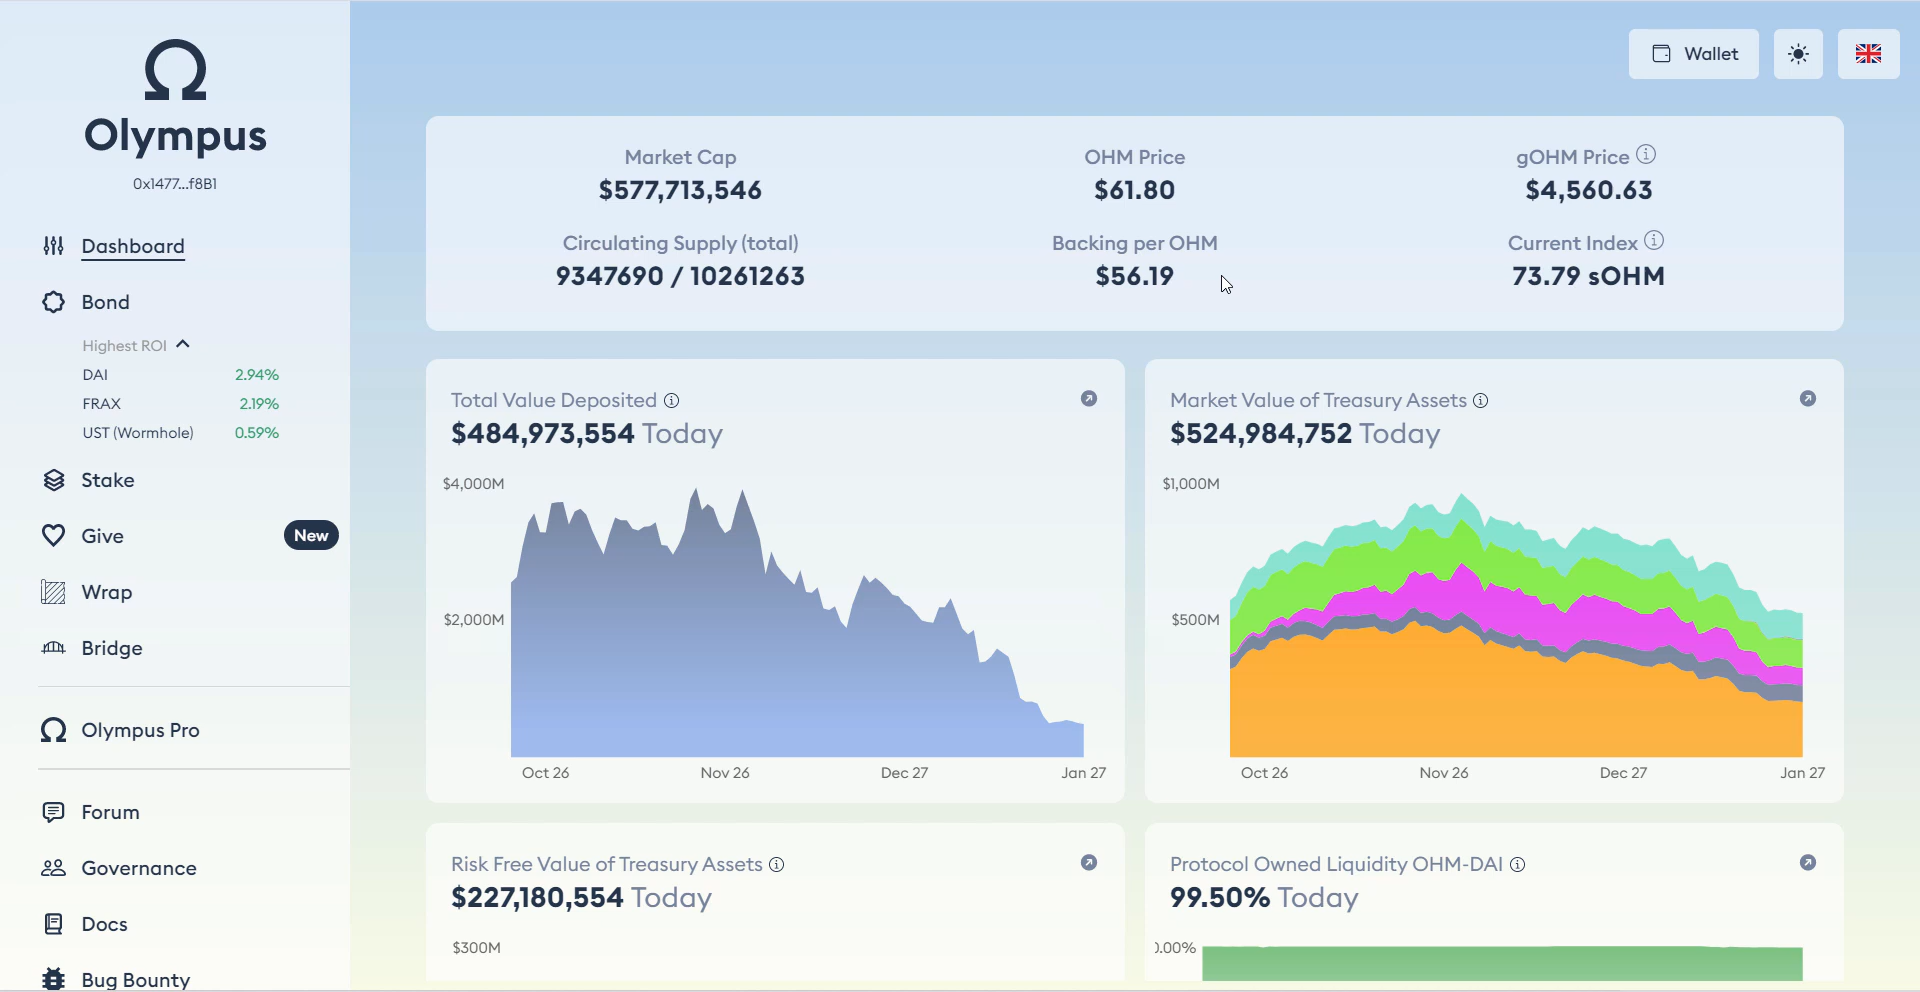 Olympus
0x1477...f8B1
Dashboard
Bond
Highest ROI
DAI 2.94%
FRAX 2.19%
UST (Wormhole) 0.59%
Stake
Give New
Wrap
Bridge
Olympus Pro
Forum
Governance
Docs
Bug Bounty
Wallet
Market Cap
$577,713,546
OHM Price
$61.80
gOHM Price
$4,560.63
Circulating Supply (total)
9347690 / 10261263
Backing per OHM
$56.19
Current Index
73.79 sOHM
Total Value Deposited
$484,973,554 Today
$4,000M
$2,000M
Oct 26 Nov 26 Dec 27 Jan 27
Market Value of Treasury Assets
$524,984,752 Today
$1,000M
$500M
Oct 26 Nov 26 Dec 27 Jan 27
Risk Free Value of Treasury Assets
$227,180,554 Today
$300M
Protocol Owned Liquidity OHM-DAI
99.50% Today
0.00%